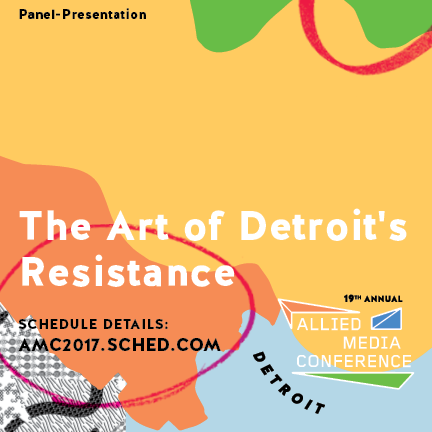 Panel-Presentation
The Art of Detroit's
Resistance
SCHEDULE DETAILS:
AMC2017.SCHED.COM
19TH ANNUAL
ALLIED
MEDIA
CONFERENCE
DETROIT